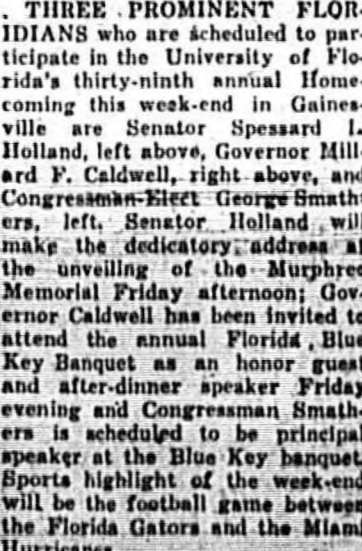 . THREE PROMINENT FLOR-
IDIANS who are scheduled to par-
ticipate in the University of Flo-
rida's thirty-ninth annual Home-
coming this week-end in Gaines-
ville are Senator Spessard L.
Holland, left above, Governor Mill-
ard F. Caldwell, right above, and
Congressman-Elect George Smath-
ers, left. Senator Holland will
make the dedicatory address at
the unveiling of the Murphree
Memorial Friday afternoon; Gov-
ernor Caldwell has been invited to
attend the annual Florida Blue
Key Banquet as an honor guest
and after-dinner speaker Friday
evening and Congressman Smath-
ers is scheduled to be principal
speaker at the Blue Key banquet.
Sports highlight of the week-end
will be the football game between
the Florida Gators and the Miami
Hurricanes